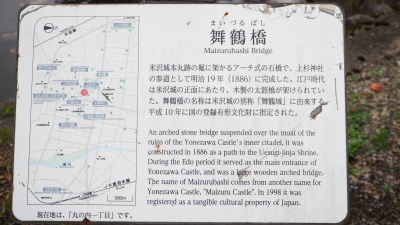 まいづるばし
舞鶴橋
Maizurubashi Bridge
米沢城本丸跡の堀に架かるアーチ式の石橋で、上杉神社
の参道として明治19年（1886）に完成した。江戸時代
は米沢城の正面にあたり、木製の太鼓橋が架けられてい
た。舞鶴橋の名称は米沢城の別称「舞鶴城」に由来する。
平成10年に国の登録有形文化財に指定された。
An arched stone bridge suspended over the moat of the
ruins of the Yonezawa Castle's inner citadel, it was
constructed in 1886 as a path to the Uesugi-jinja Shrine.
During the Edo period it served as the main entrance of
Yonezawa Castle, and was a large wooden arched bridge.
The name of Maizurubashi comes from another name for
Yonezawa Castle, "Maizuru Castle". In 1998 it was
registered as a tangible cultural property of Japan.
500m
現在地は、「丸の内一丁目」です。